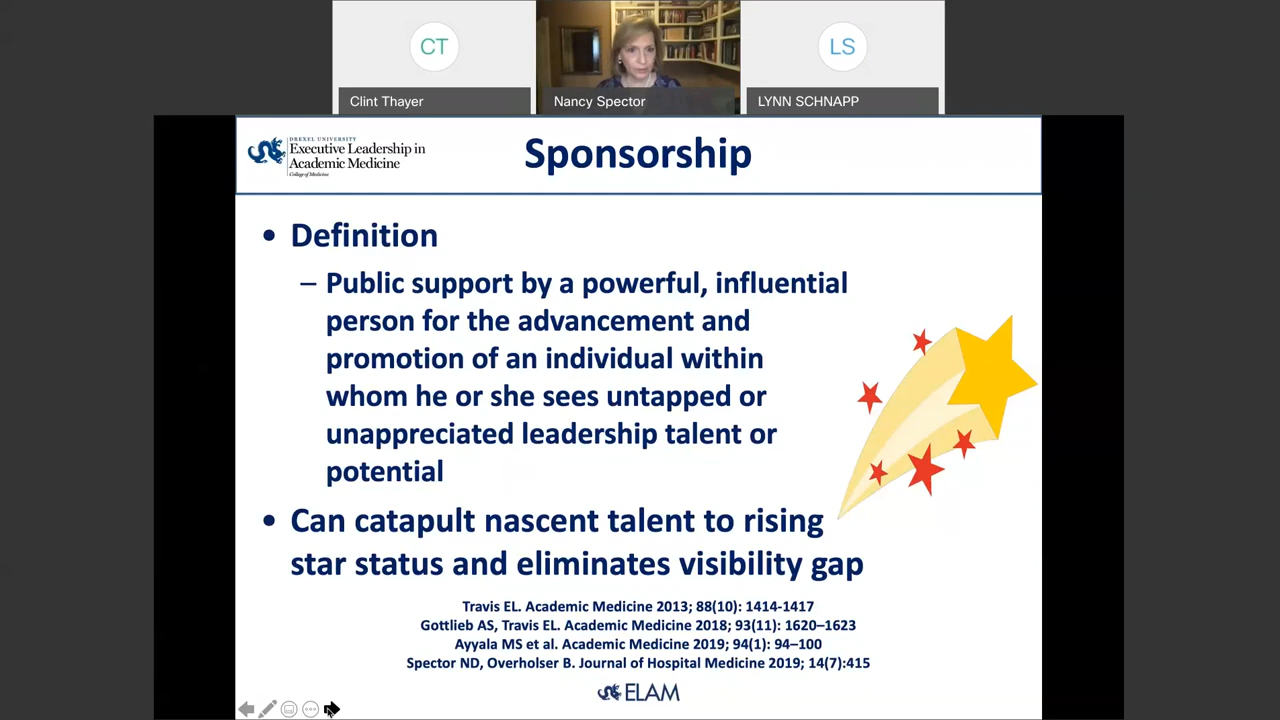 CT
LS
Clint Thayer
Nancy Spector
LYNN SCHNAPP
DREXEL UNIVERSITY
Executive Leadership in
Academic Medicine
College of Medicine
Sponsorship
• Definition
– Public support by a powerful, influential
person for the advancement and
promotion of an individual within
whom he or she sees untapped or
unappreciated leadership talent or
potential
• Can catapult nascent talent to rising
star status and eliminates visibility gap
Travis EL. Academic Medicine 2013; 88(10): 1414-1417
Gottlieb AS, Travis EL. Academic Medicine 2018; 93(11): 1620–1623
Ayyala MS et al. Academic Medicine 2019; 94(1): 94–100
Spector ND, Overholser B. Journal of Hospital Medicine 2019; 14(7):415
ELAM